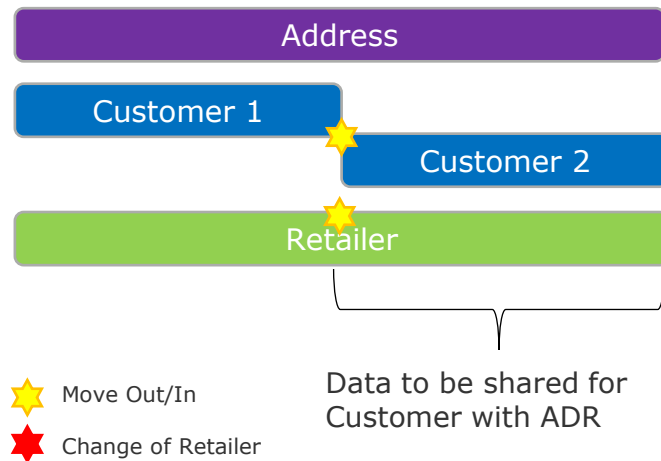 Address
Customer 1
Customer 2
Retailer
Move Out/In
Change of Retailer
Data to be shared for
Customer with ADR